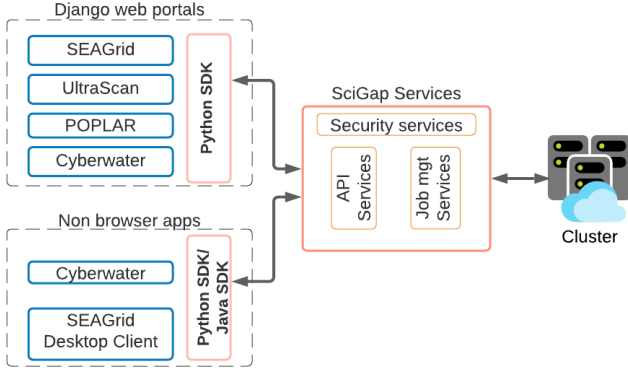 Django web portals
SEAGrid
UltraScan
POPLAR
Cyberwater
Python SDK
Non browser apps
Cyberwater
SEAGrid
Desktop Client
Python SDK/
Java SDK
SciGap Services
Security services
API
Services
Job mgt
Services
Cluster